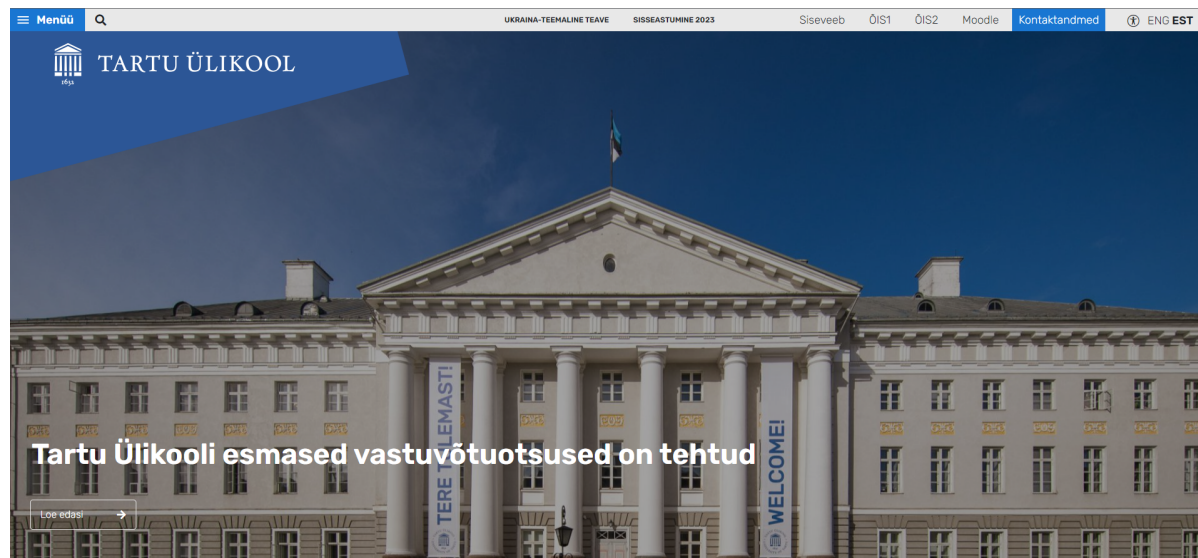 Menüü
UKRAINA-TEEMALINE TEAVE SISSEASTUMINE 2023 Siseveeb ÕIS1 ÕIS2 Moodle Kontaktandmed ENG EST
TARTU ÜLIKOOL
1632
TERE TULEMAST!
WELCOME!
Tartu Ülikooli esmased vastuvõtuotsused on tehtud
Loe edasi